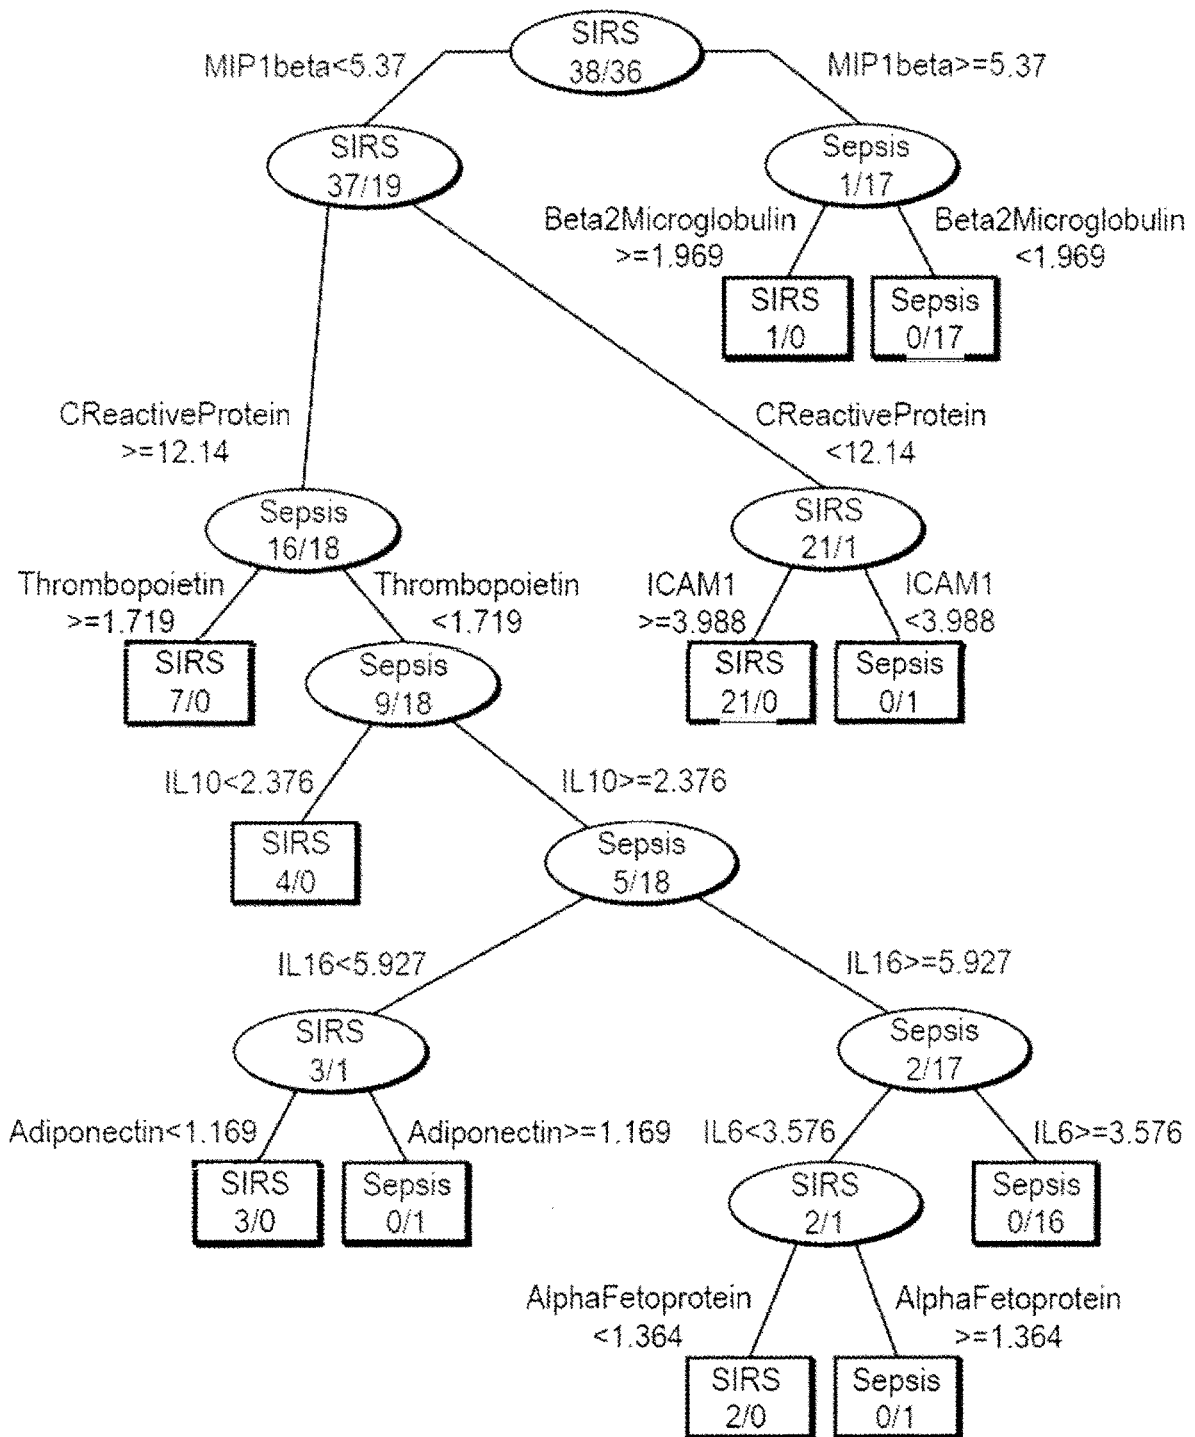 SIRS
38/36
MIP1beta<5.37
MIP1beta>=5.37
SIRS
37/19
Sepsis
1/17
Beta2Microglobulin
>=1.969
Beta2Microglobulin
<1.969
SIRS
1/0
Sepsis
0/17
CReactiveProtein
>=12.14
CReactiveProtein
<12.14
Sepsis
16/18
SIRS
21/1
Thrombopoietin
>=1.719
Thrombopoietin
<1.719
ICAM1
>=3.988
ICAM1
<3.988
SIRS
7/0
Sepsis
9/18
SIRS
21/0
Sepsis
0/1
IL10<2.376
IL10>=2.376
SIRS
4/0
Sepsis
5/18
IL16<5.927
IL16>=5.927
SIRS
3/1
Sepsis
2/17
Adiponectin<1.169
Adiponectin>=1.169
IL6<3.576
IL6>=3.576
SIRS
3/0
Sepsis
0/1
SIRS
2/1
Sepsis
0/16
AlphaFetoprotein
<1.364
AlphaFetoprotein
>=1.364
SIRS
2/0
Sepsis
0/1